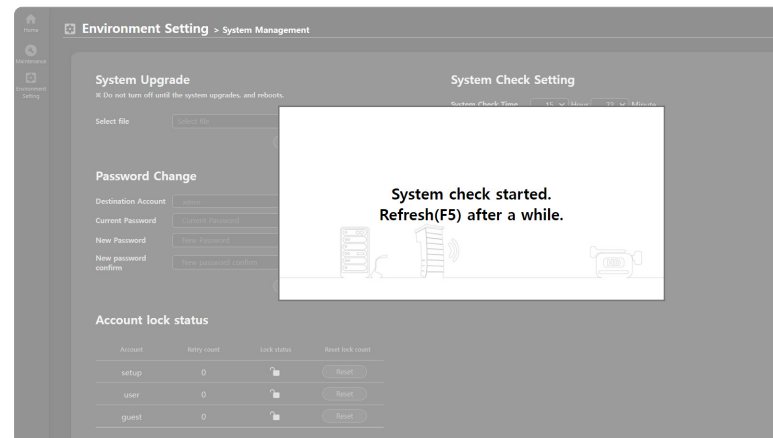 Home
Maintenance
Environment
Setting
Environment Setting > System Management
System Upgrade
※ Do not turn off until the system upgrades, and reboots.
Select file
Select file
System Check Setting
System Check Time 15 Hour 22 Minute
System check started.
Refresh(F5) after a while.
Password Change
Destination Account admin
Current Password Current Password
New Password New Password
New password
confirm
New password confirm
Account lock status
Account Retry count Lock status Reset lock count
setup 0 Reset
user 0 Reset
guest 0 Reset